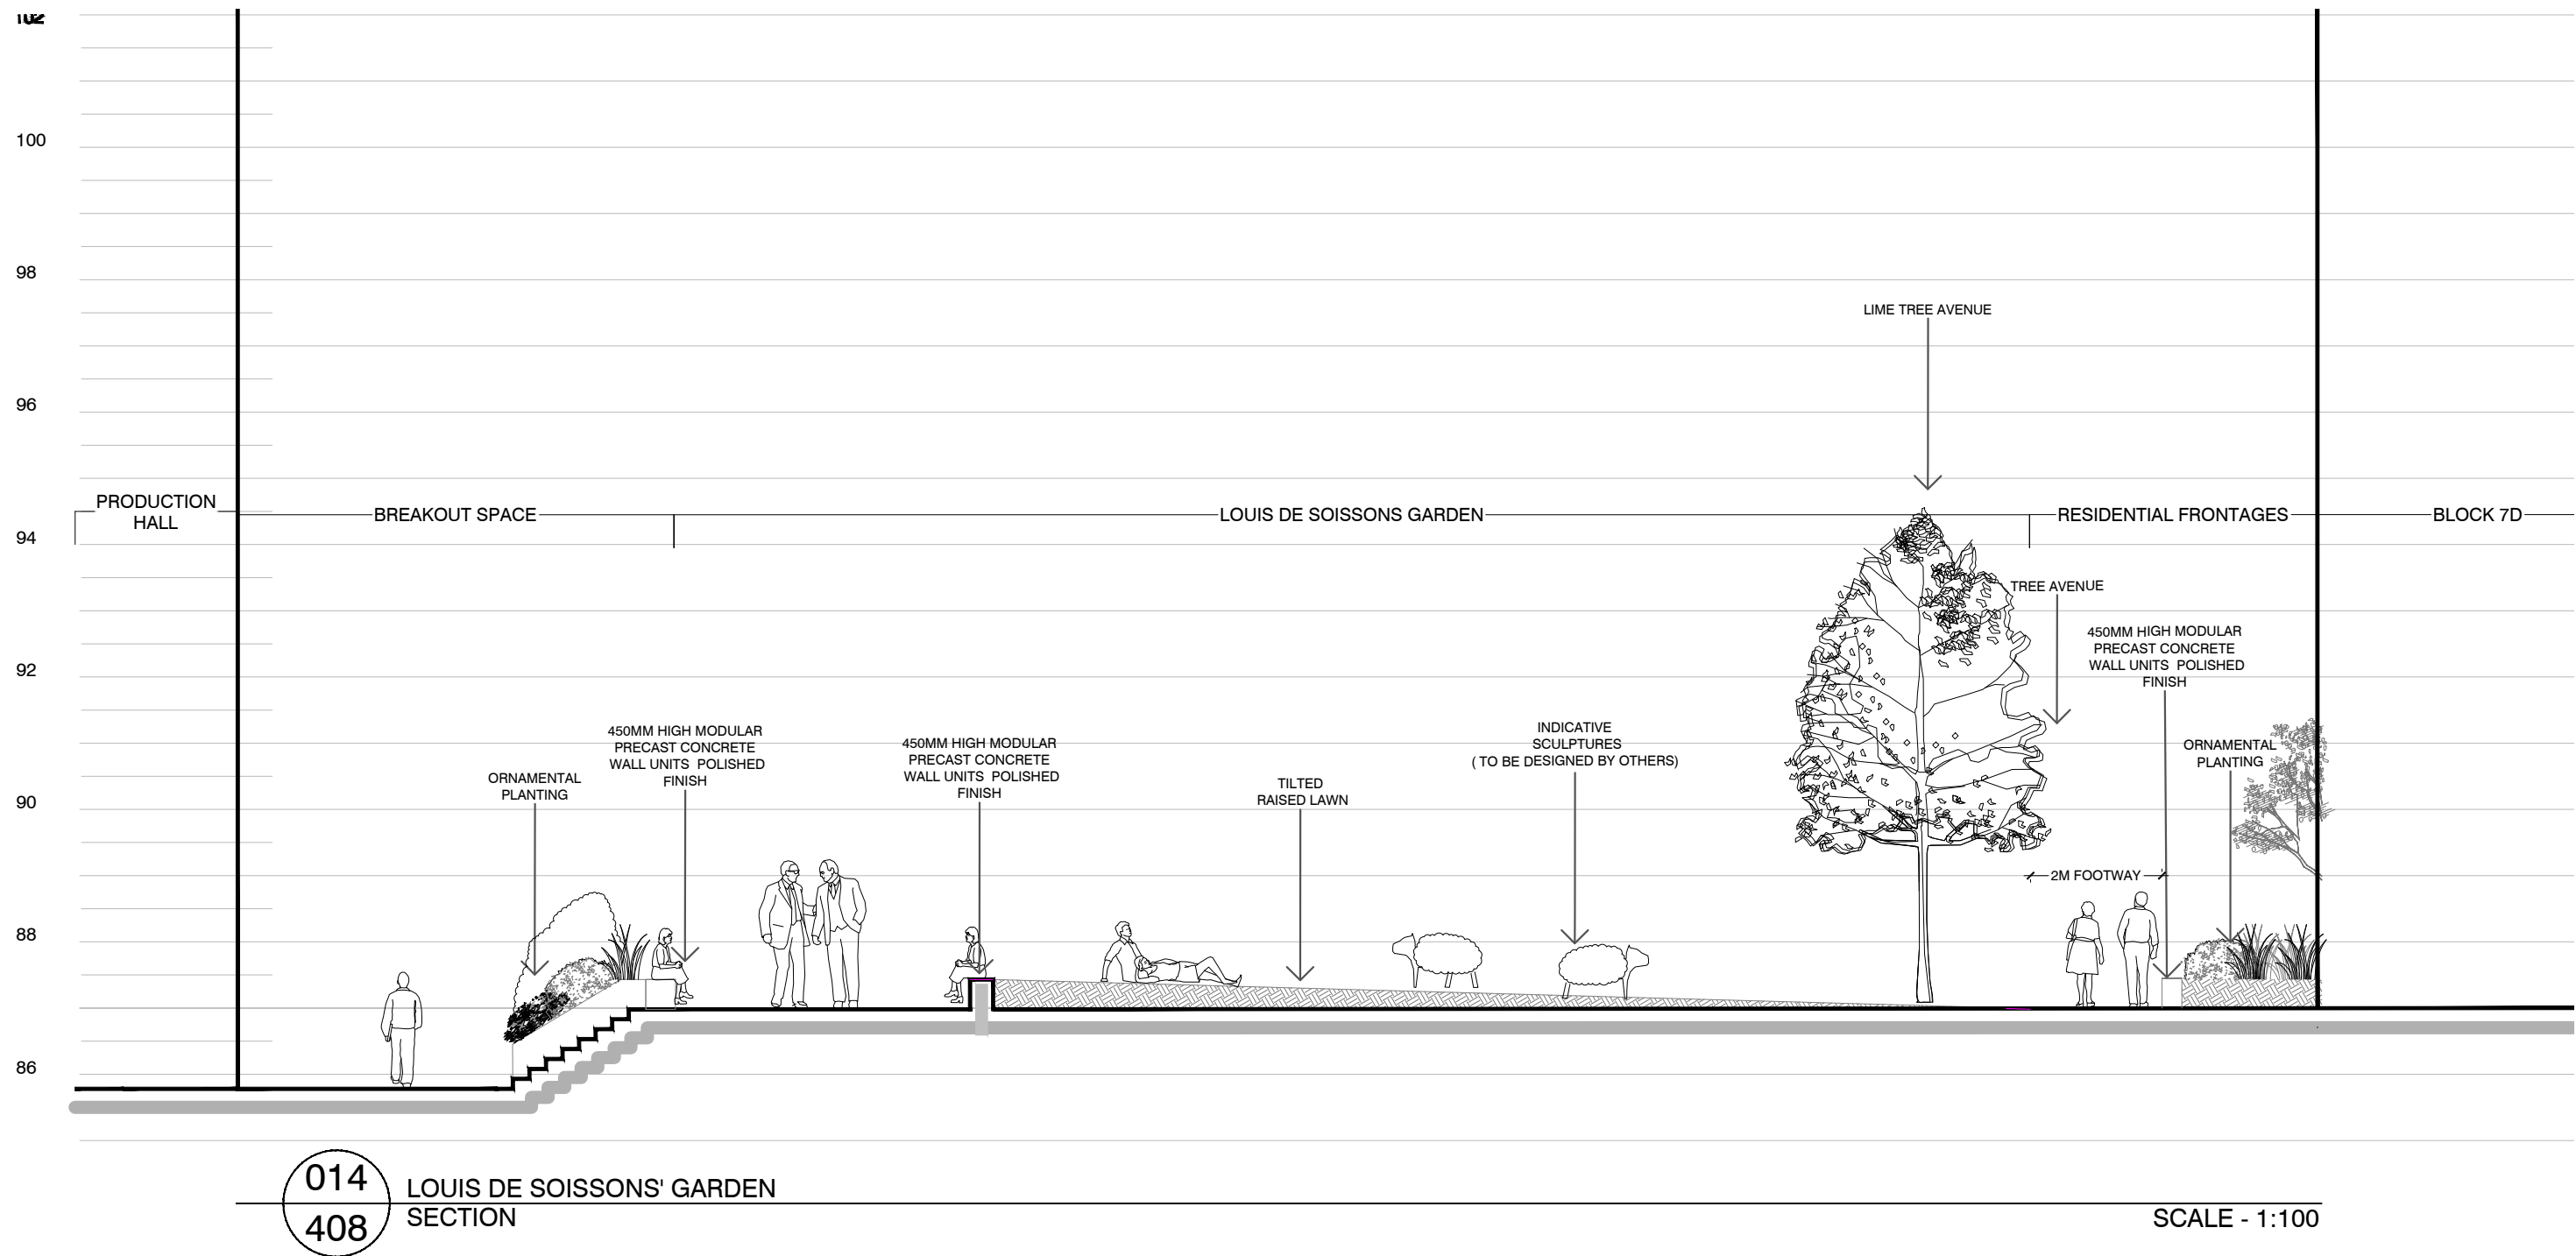 102
100
98
96
94
92
90
88
86
LIME TREE AVENUE
PRODUCTION
HALL
BREAKOUT SPACE
LOUIS DE SOISSONS GARDEN
RESIDENTIAL FRONTAGES
BLOCK 7D
TREE AVENUE
450MM HIGH MODULAR
PRECAST CONCRETE
WALL UNITS POLISHED
FINISH
ORNAMENTAL
PLANTING
450MM HIGH MODULAR
PRECAST CONCRETE
WALL UNITS POLISHED
FINISH
450MM HIGH MODULAR
PRECAST CONCRETE
WALL UNITS POLISHED
FINISH
TILTED
RAISED LAWN
INDICATIVE
SCULPTURES
( TO BE DESIGNED BY OTHERS)
ORNAMENTAL
PLANTING
2M FOOTWAY
014
408
LOUIS DE SOISSONS' GARDEN
SECTION
SCALE - 1:100